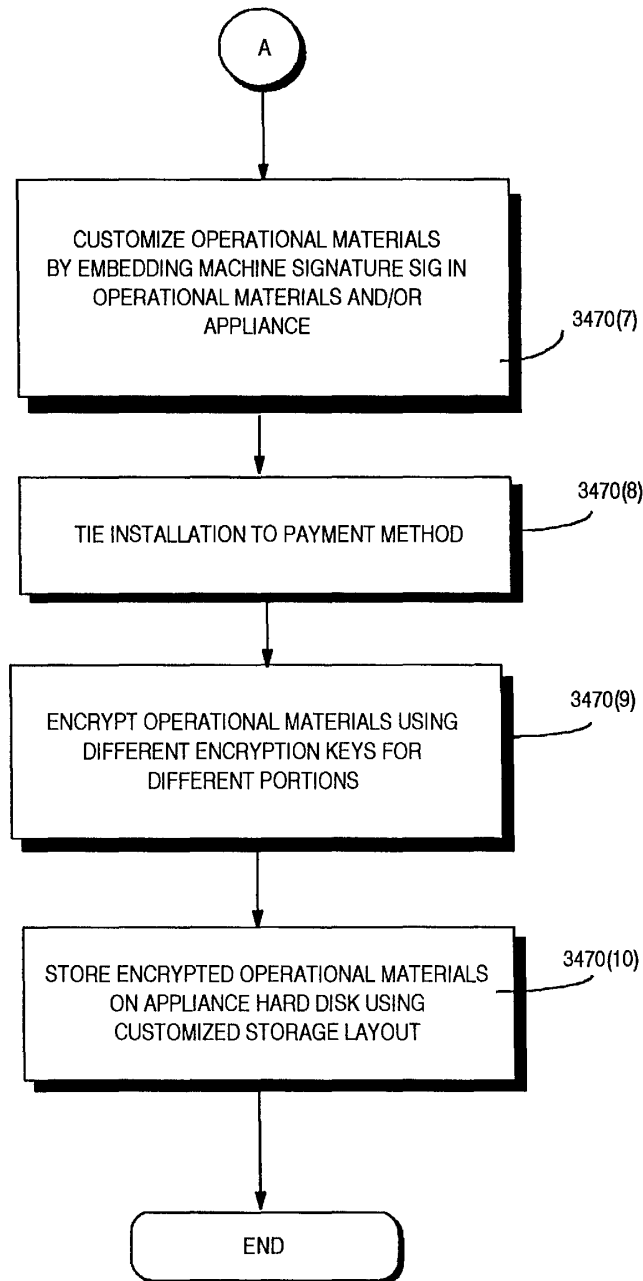 A
CUSTOMIZE OPERATIONAL MATERIALS
BY EMBEDDING MACHINE SIGNATURE SIG IN
OPERATIONAL MATERIALS AND/OR
APPLIANCE
3470(7)
TIE INSTALLATION TO PAYMENT METHOD
3470(8)
ENCRYPT OPERATIONAL MATERIALS USING
DIFFERENT ENCRYPTION KEYS FOR
DIFFERENT PORTIONS
3470(9)
STORE ENCRYPTED OPERATIONAL MATERIALS
ON APPLIANCE HARD DISK USING
CUSTOMIZED STORAGE LAYOUT
3470(10)
END